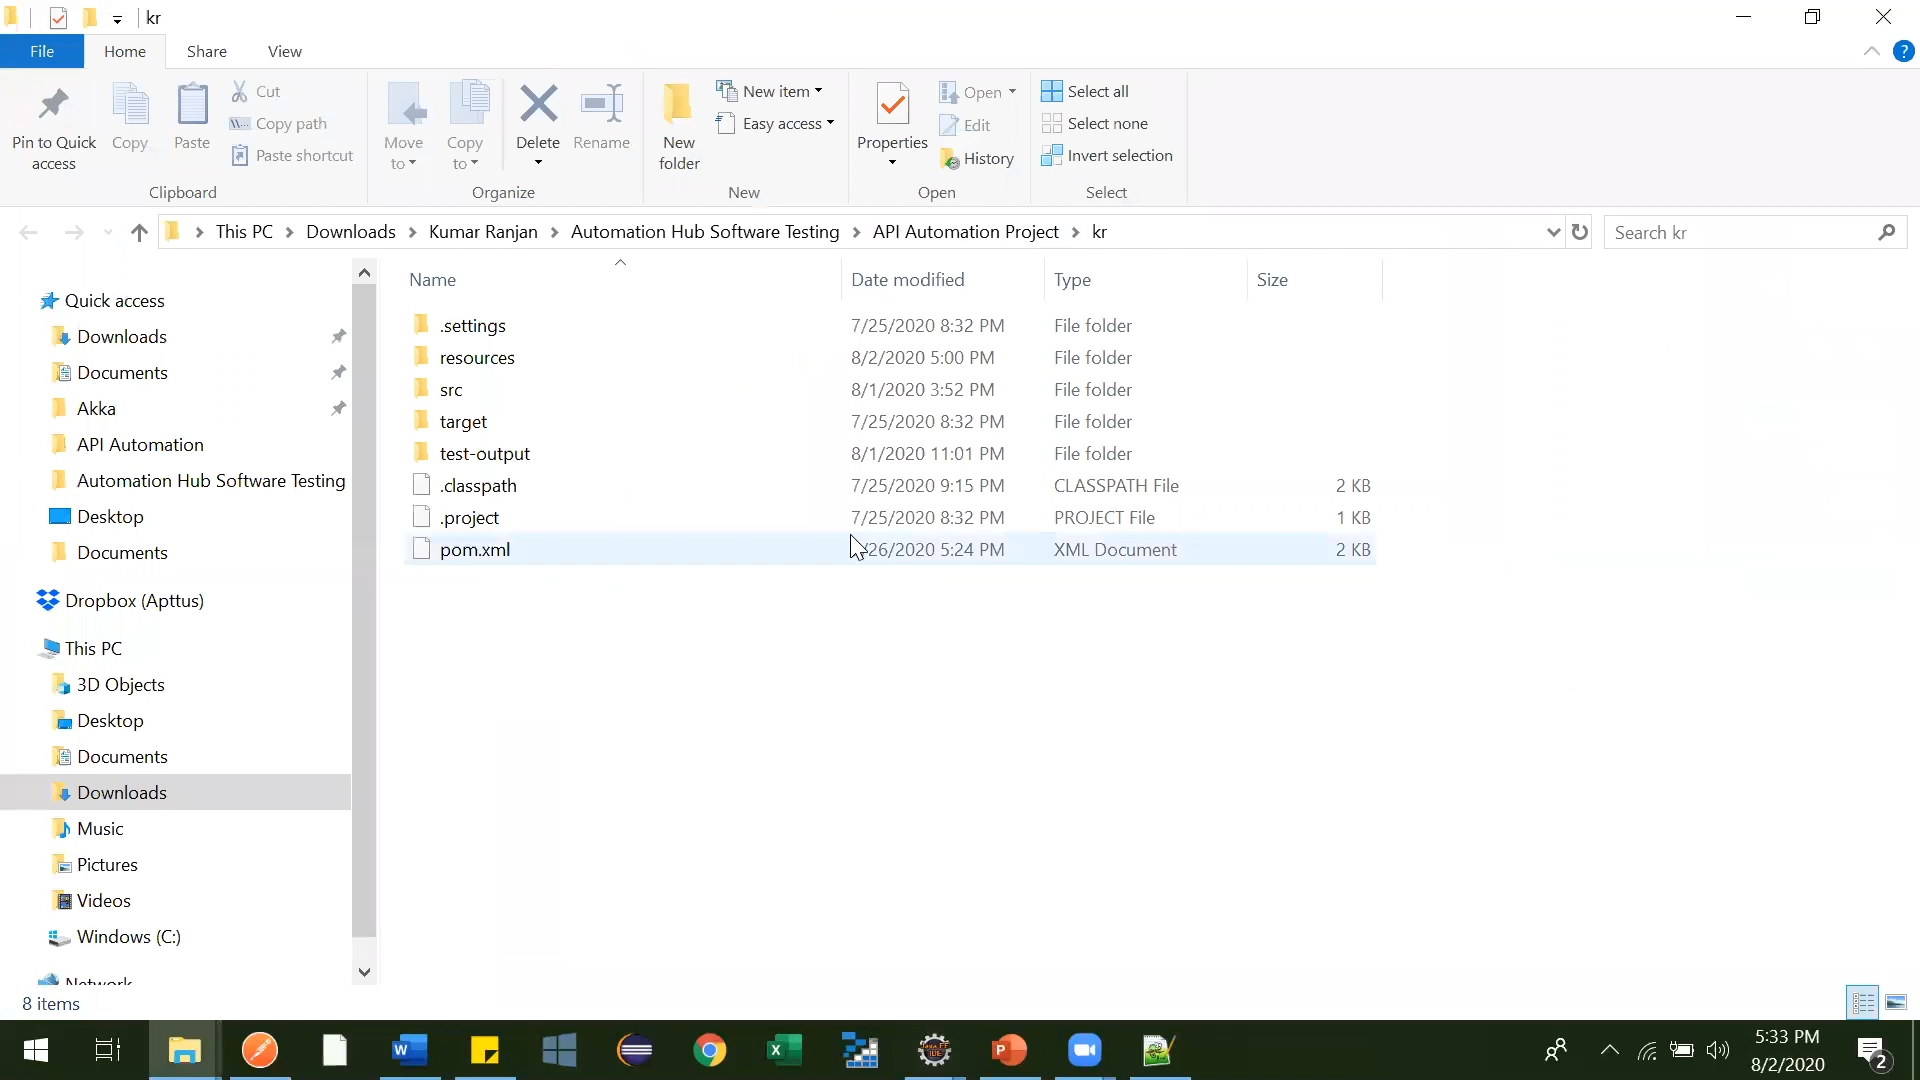 kr
File Home Share View
Pin to Quick access
Copy
Paste
Cut
Copy path
Paste shortcut
Clipboard
Move to
Copy to
Delete
Rename
Organize
New folder
New item
Easy access
New
Properties
Open
Edit
History
Open
Select all
Select none
Invert selection
Select
This PC > Downloads > Kumar Ranjan > Automation Hub Software Testing > API Automation Project > kr
Search kr
Name Date modified Type Size
.settings 7/25/2020 8:32 PM File folder
resources 8/2/2020 5:00 PM File folder
src 8/1/2020 3:52 PM File folder
target 7/25/2020 8:32 PM File folder
test-output 8/1/2020 11:01 PM File folder
.classpath 7/25/2020 9:15 PM CLASSPATH File 2 KB
.project 7/25/2020 8:32 PM PROJECT File 1 KB
pom.xml /26/2020 5:24 PM XML Document 2 KB
Quick access
Downloads
Documents
Akka
API Automation
Automation Hub Software Testing
Desktop
Documents
Dropbox (Apttus)
This PC
3D Objects
Desktop
Documents
Downloads
Music
Pictures
Videos
Windows (C:)
Network
8 items
5:33 PM
8/2/2020
2